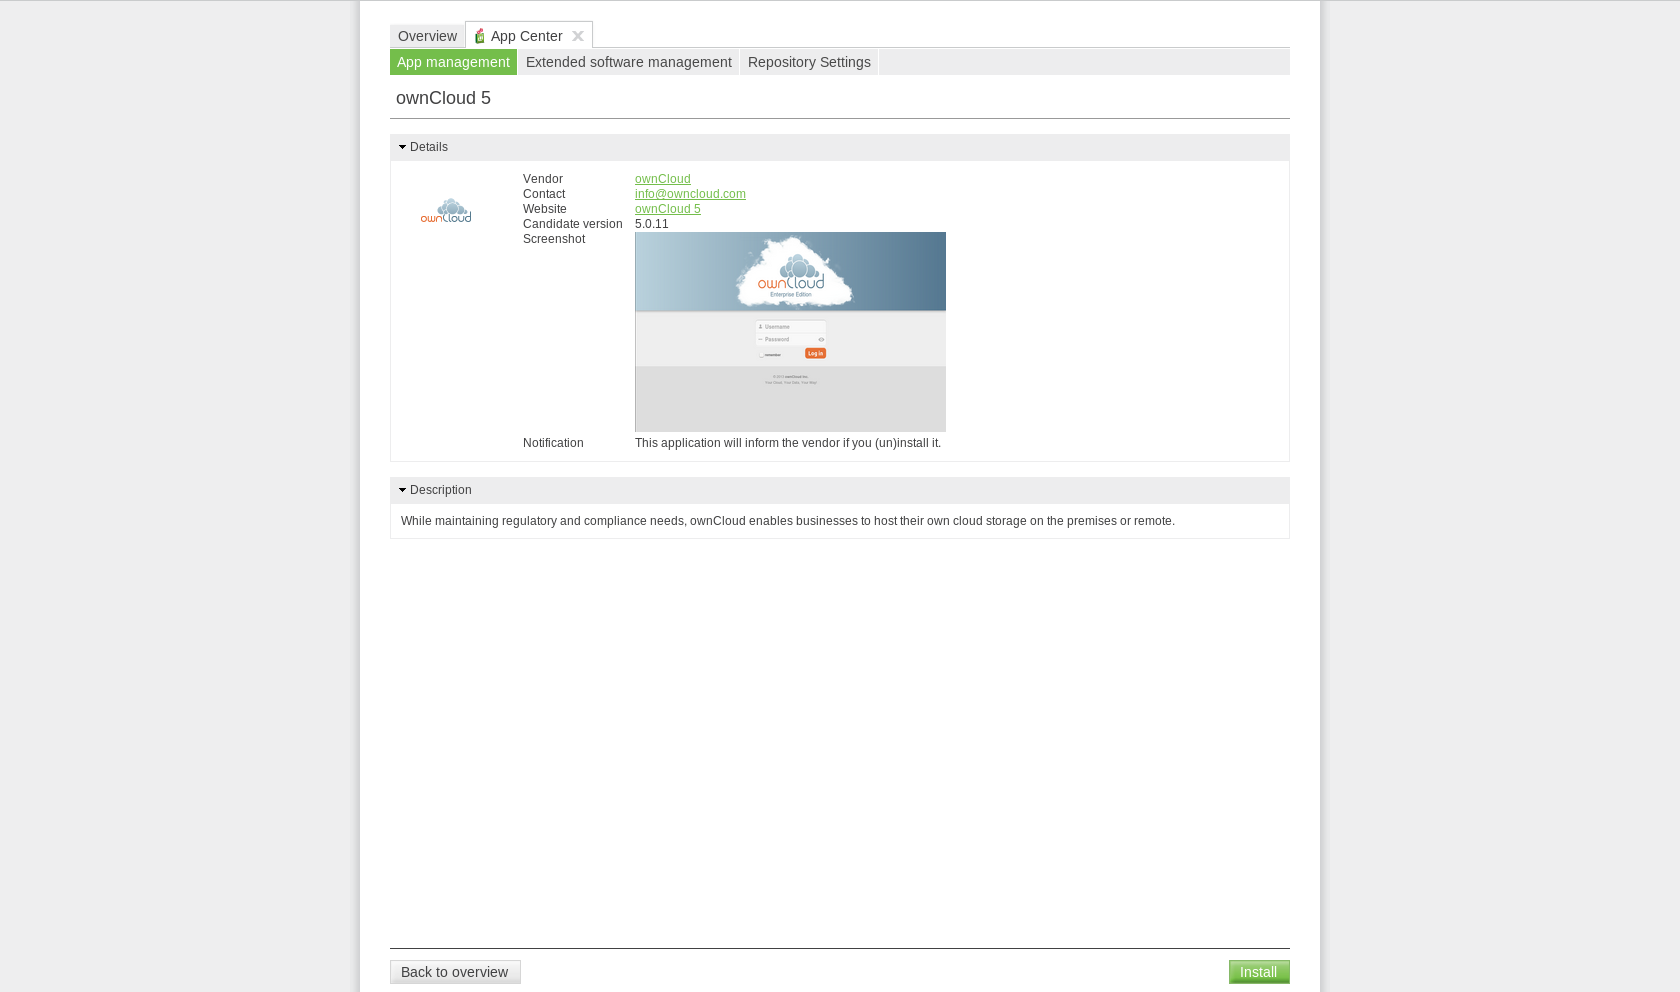 Overview App Center
App management Extended software management Repository Settings
ownCloud 5
Details
ownCloud
Vendor ownCloud
Contact info@owncloud.com
Website ownCloud 5
Candidate version 5.0.11
Screenshot
ownCloud
Enterprise Edition
Username
Password
remember Log in
Notification This application will inform the vendor if you (un)install it.
Description
While maintaining regulatory and compliance needs, ownCloud enables businesses to host their own cloud storage on the premises or remote.
Back to overview Install